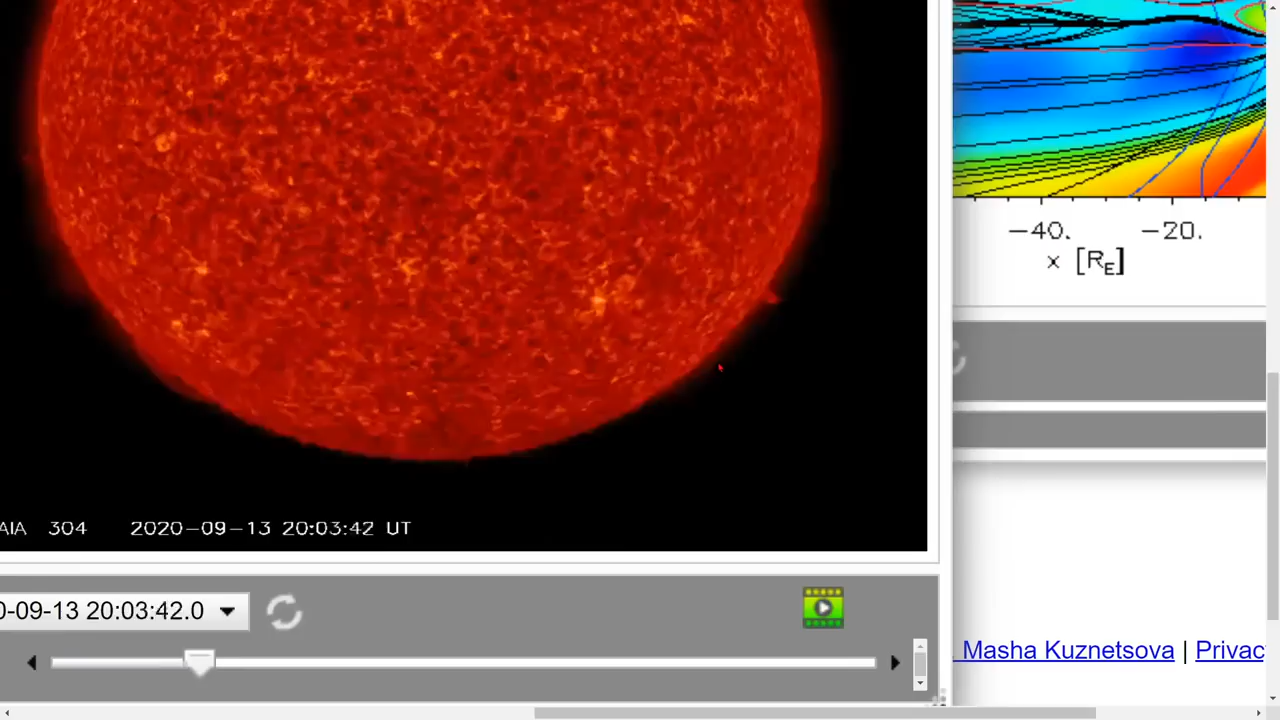 −40. −20.
x [RE]
AIA 304 2020−09−13 20:03:42 UT
0-09-13 20:03:42.0
Masha Kuznetsova | Privac